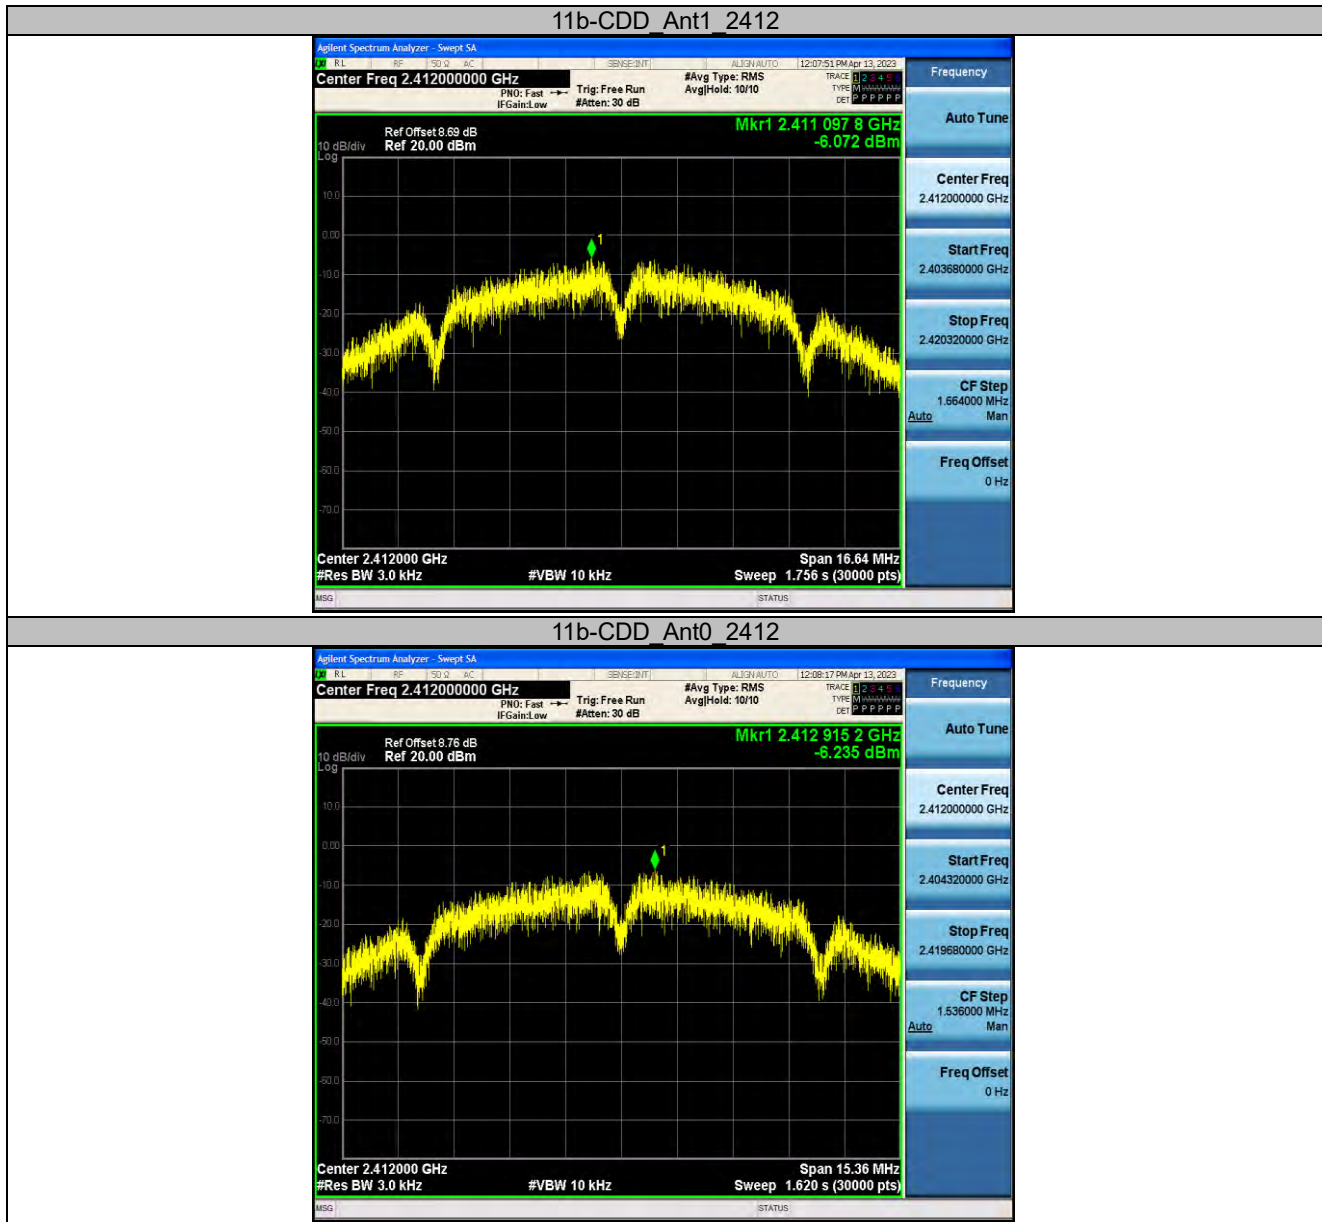 11b-CDD_Ant1_2412
Agilent Spectrum Analyzer - Swept SA
RL RF 50 Ω AC SENSE:INT ALIGN AUTO 12:07:51 PM Apr 13, 2023
Center Freq 2.412000000 GHz
PNO: Fast
IFGain:Low
Trig: Free Run
#Atten: 30 dB
#Avg Type: RMS
Avg|Hold: 10/10
TRACE 1 2 3 4 5 6
TYPE M
DET P P P P P P
Mkr1 2.411 097 8 GHz
-6.072 dBm
Ref Offset 8.69 dB
10 dB/div Ref 20.00 dBm
Log
10.0
0.00
-10.0
-20.0
-30.0
-40.0
-50.0
-60.0
-70.0
1
Center 2.412000 GHz Span 16.64 MHz
#Res BW 3.0 kHz #VBW 10 kHz Sweep 1.756 s (30000 pts)
MSG STATUS
Frequency
Auto Tune
Center Freq
2.412000000 GHz
Start Freq
2.403680000 GHz
Stop Freq
2.420320000 GHz
CF Step
1.664000 MHz
Auto Man
Freq Offset
0 Hz
11b-CDD_Ant0_2412
Agilent Spectrum Analyzer - Swept SA
RL RF 50 Ω AC SENSE:INT ALIGN AUTO 12:08:17 PM Apr 13, 2023
Center Freq 2.412000000 GHz
PNO: Fast
IFGain:Low
Trig: Free Run
#Atten: 30 dB
#Avg Type: RMS
Avg|Hold: 10/10
TRACE 1 2 3 4 5 6
TYPE M
DET P P P P P P
Mkr1 2.412 915 2 GHz
-6.235 dBm
Ref Offset 8.76 dB
10 dB/div Ref 20.00 dBm
Log
10.0
0.00
-10.0
-20.0
-30.0
-40.0
-50.0
-60.0
-70.0
1
Center 2.412000 GHz Span 15.36 MHz
#Res BW 3.0 kHz #VBW 10 kHz Sweep 1.620 s (30000 pts)
MSG STATUS
Frequency
Auto Tune
Center Freq
2.412000000 GHz
Start Freq
2.404320000 GHz
Stop Freq
2.419680000 GHz
CF Step
1.536000 MHz
Auto Man
Freq Offset
0 Hz